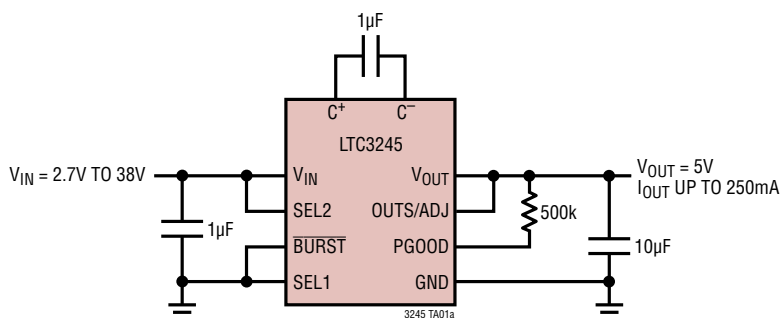 1µF
C+ C–
LTC3245
VIN = 2.7V TO 38V
VIN
VOUT
VOUT = 5V
IOUT UP TO 250mA
SEL2
OUTS/ADJ
500k
1µF
BURST
PGOOD
10µF
SEL1
GND
3245 TA01a